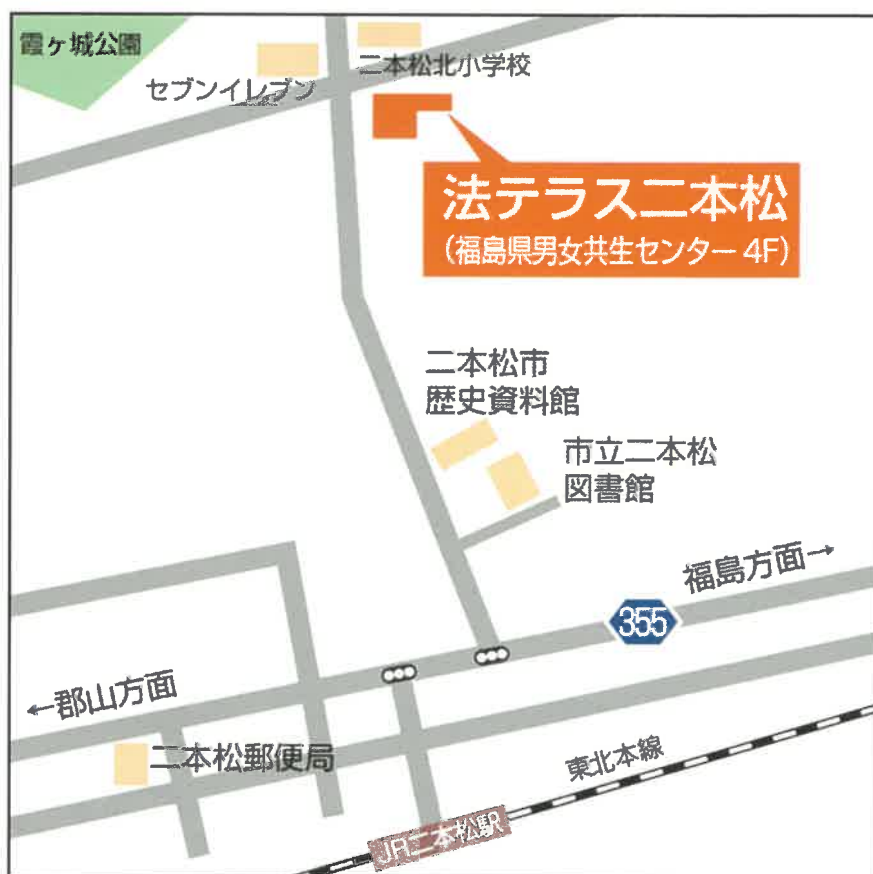 霞ヶ城公園
二本松北小学校
セブンイレブン
法テラス二本松
(福島県男女共生センター 4F)
二本松市
歴史資料館
市立二本松
図書館
福島方面→
355
←郡山方面
二本松郵便局
東北本線
JR二本松駅